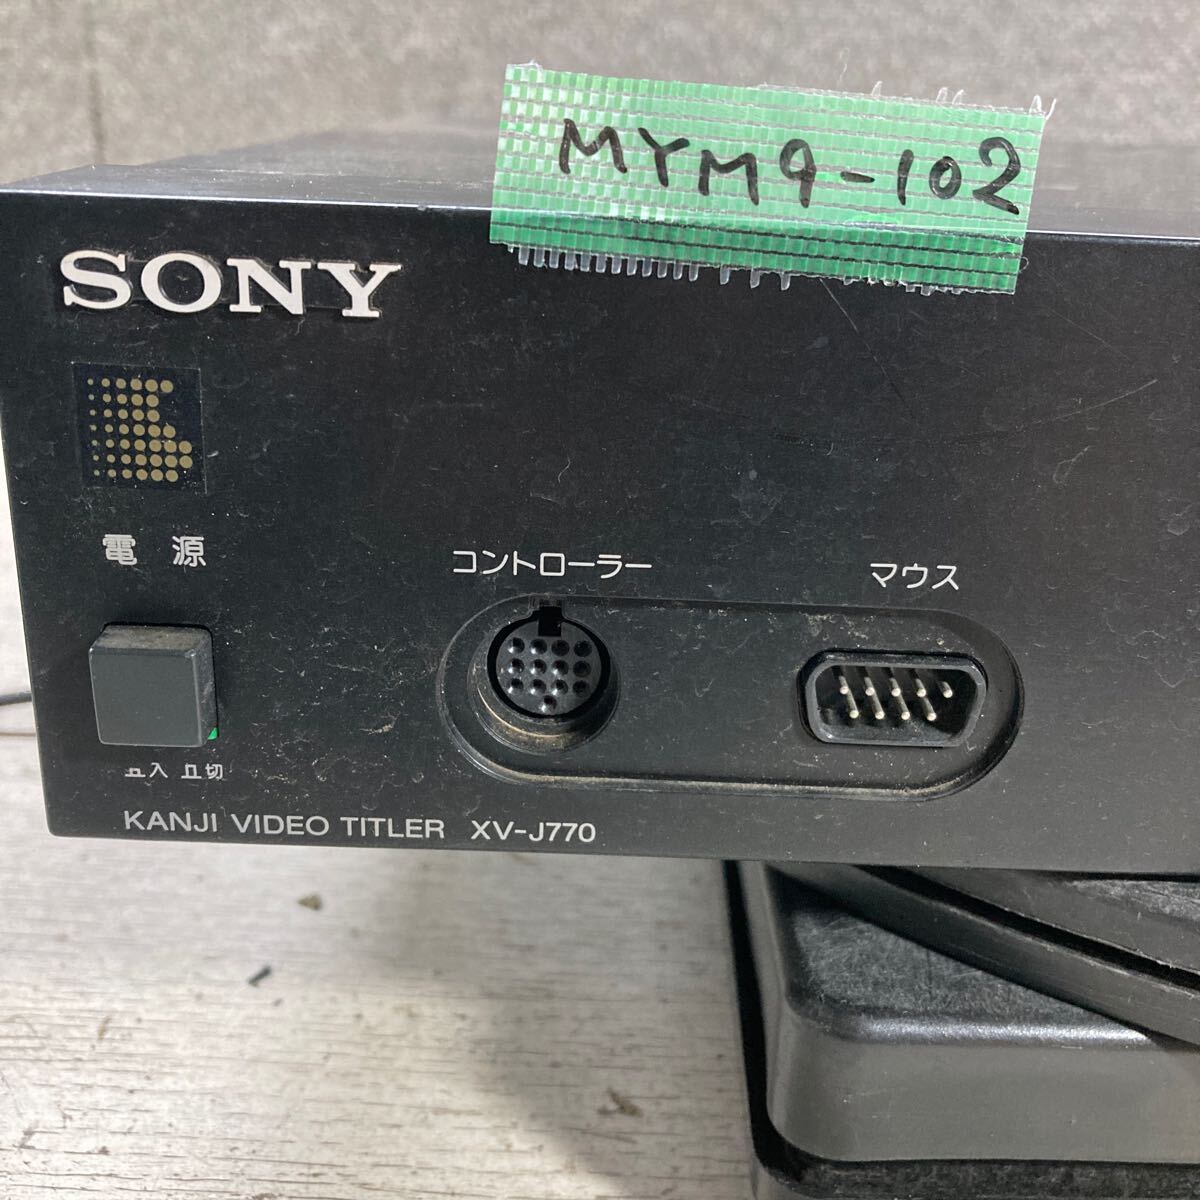 MYM9-102
SONY
電源
コントローラー
マウス
入 切
KANJI VIDEO TITLER XV-J770